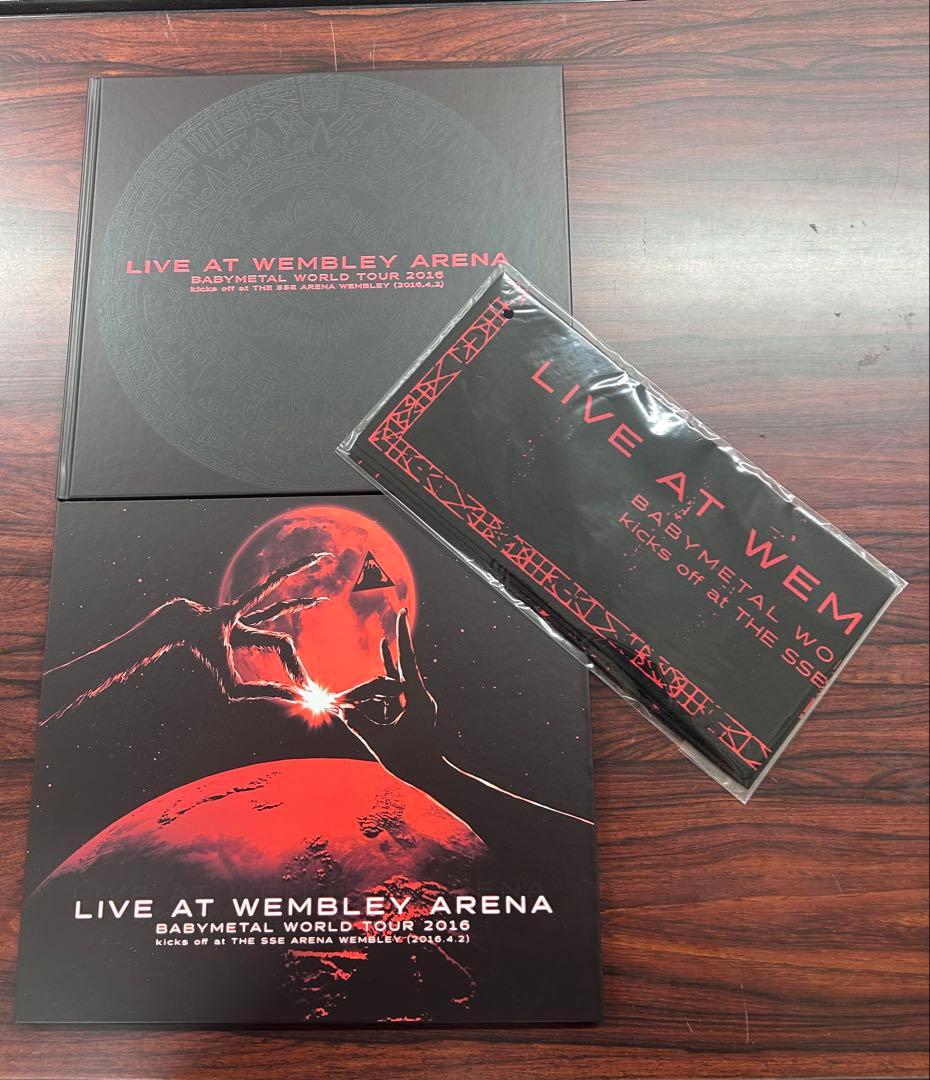 LIVE AT WEMBLEY ARENA
BABYMETAL WORLD TOUR 2016
kicks off at THE SSE ARENA WEMBLEY (2016.4.2)
LIVE AT WEM
BABYMETAL WO
kicks off at THE SSE
LIVE AT WEMBLEY ARENA
BABYMETAL WORLD TOUR 2016
kicks off at THE SSE ARENA WEMBLEY (2016.4.2)